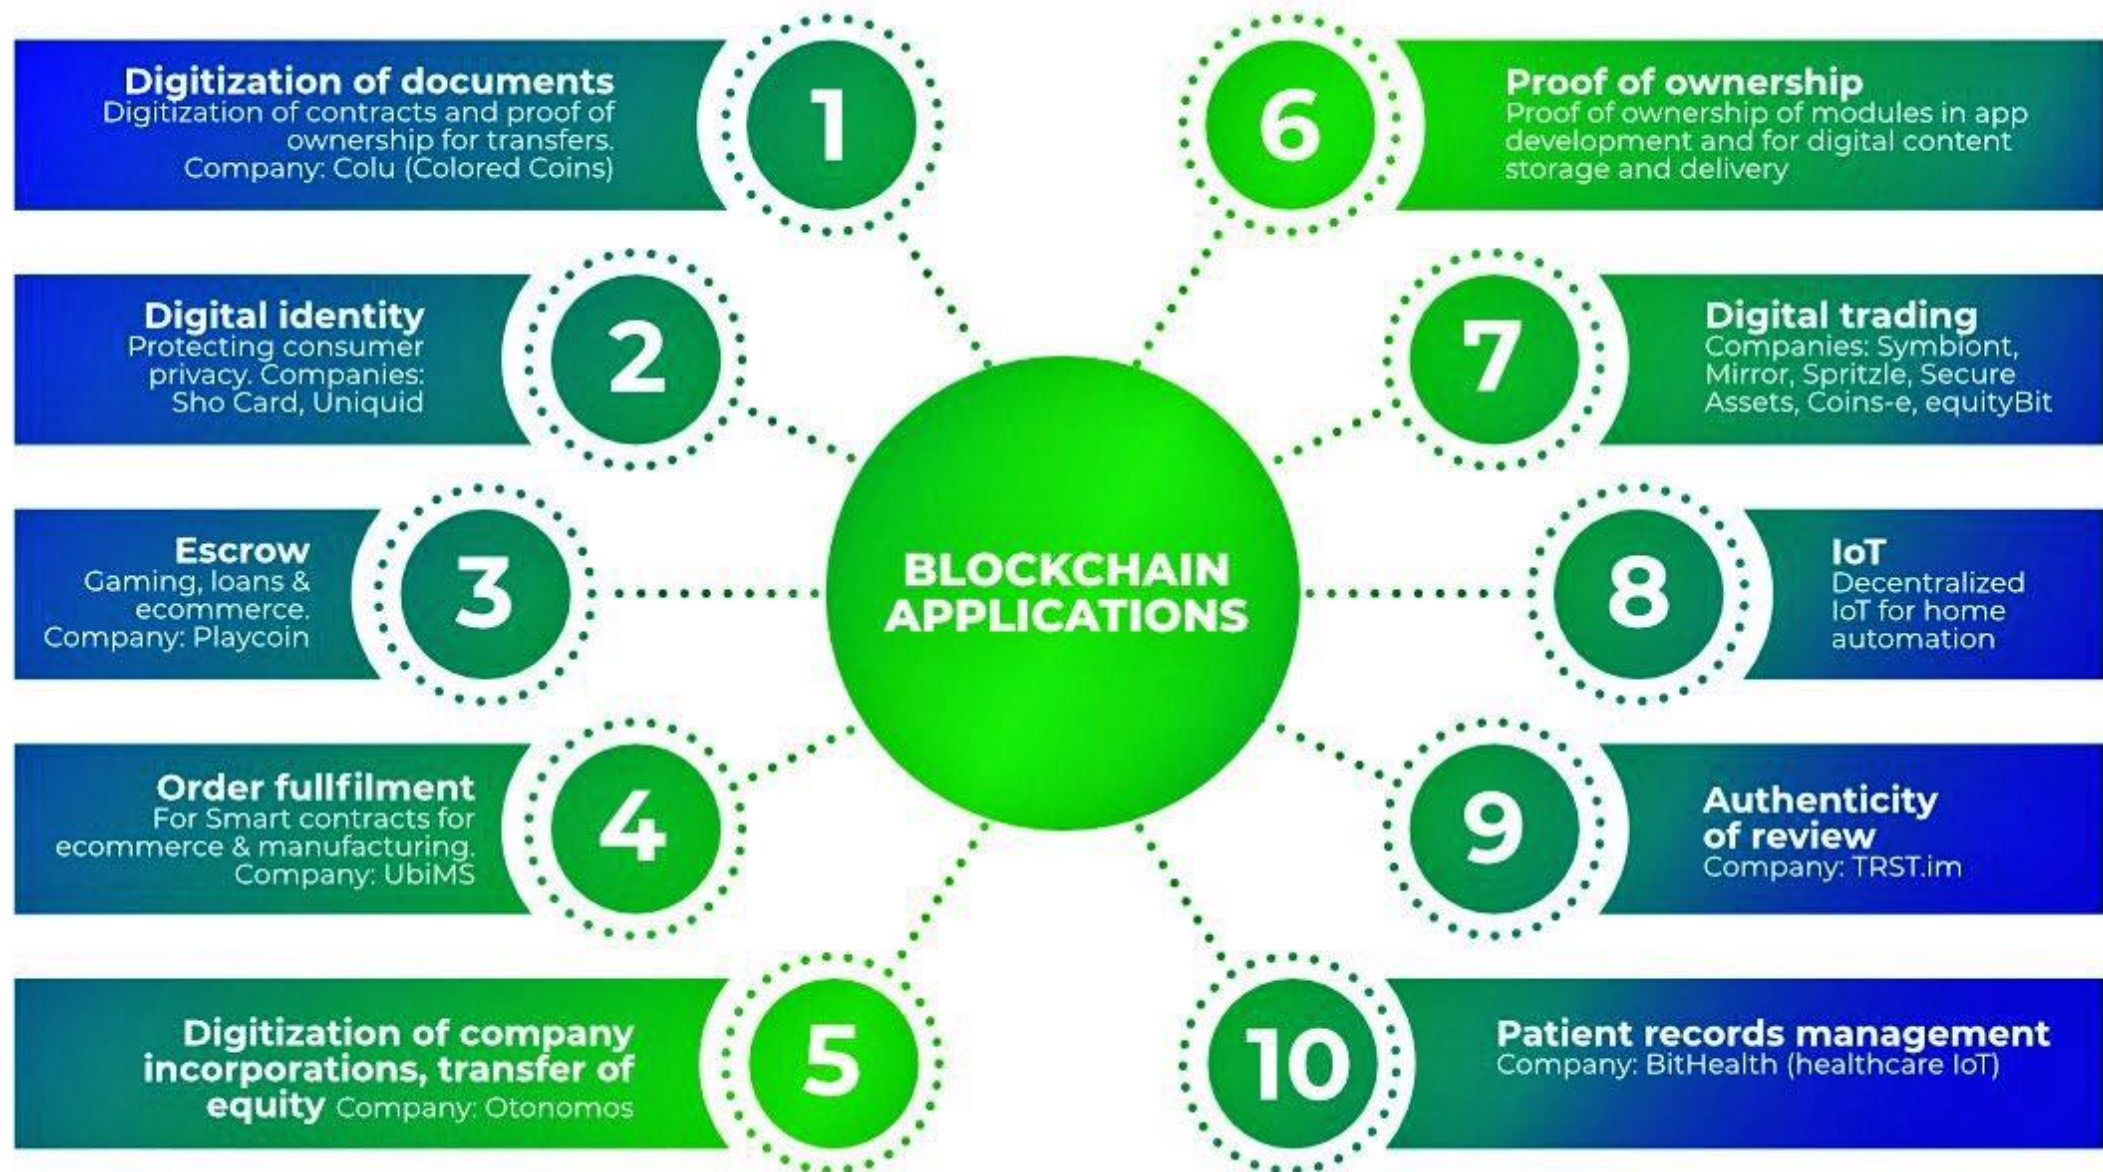 1
Digitization of documents
Digitization of contracts and proof of
ownership for transfers.
Company: Colu (Colored Coins)
2
Digital identity
Protecting consumer
privacy. Companies:
Sho Card, Uniquid
3
Escrow
Gaming, loans &
ecommerce.
Company: Playcoin
4
Order fullfilment
For Smart contracts for
ecommerce & manufacturing.
Company: UbiMS
5
Digitization of company
incorporations, transfer of
equity Company: Otonomos
BLOCKCHAIN
APPLICATIONS
6
Proof of ownership
Proof of ownership of modules in app
development and for digital content
storage and delivery
7
Digital trading
Companies: Symbiont,
Mirror, Spritzle, Secure
Assets, Coins-e, equityBit
8
IoT
Decentralized
IoT for home
automation
9
Authenticity
of review
Company: TRST.im
10
Patient records management
Company: BitHealth (healthcare IoT)